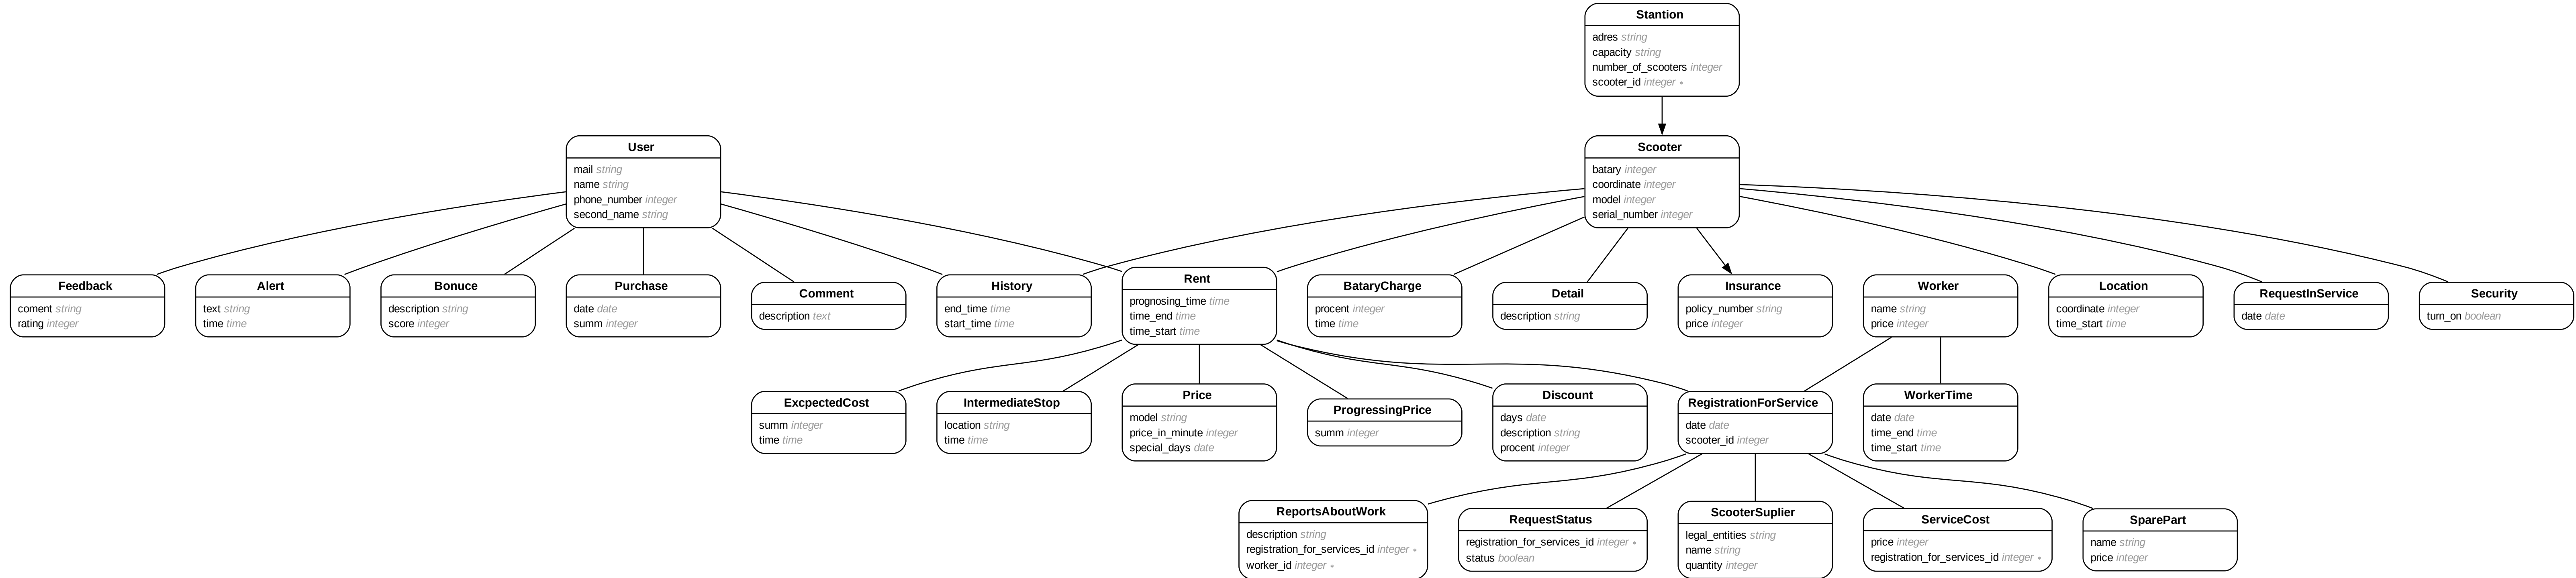 Stantion
adres string
capacity string
number_of_scooters integer
scooter_id integer *
User
mail string
name string
phone_number integer
second_name string
Scooter
batary integer
coordinate integer
model integer
serial_number integer
Feedback
coment string
rating integer
Alert
text string
time time
Bonuce
description string
score integer
Purchase
date date
summ integer
Comment
description text
History
end_time time
start_time time
Rent
prognosing_time time
time_end time
time_start time
BataryCharge
procent integer
time time
Detail
description string
Insurance
policy_number string
price integer
Worker
name string
price integer
Location
coordinate integer
time_start time
RequestInService
date date
Security
turn_on boolean
ExcpectedCost
summ integer
time time
IntermediateStop
location string
time time
Price
model string
price_in_minute integer
special_days date
ProgressingPrice
summ integer
Discount
days date
description string
procent integer
RegistrationForService
date date
scooter_id integer
WorkerTime
date date
time_end time
time_start time
ReportsAboutWork
description string
registration_for_services_id integer *
worker_id integer *
RequestStatus
registration_for_services_id integer *
status boolean
ScooterSuplier
legal_entities string
name string
quantity integer
ServiceCost
price integer
registration_for_services_id integer *
SparePart
name string
price integer